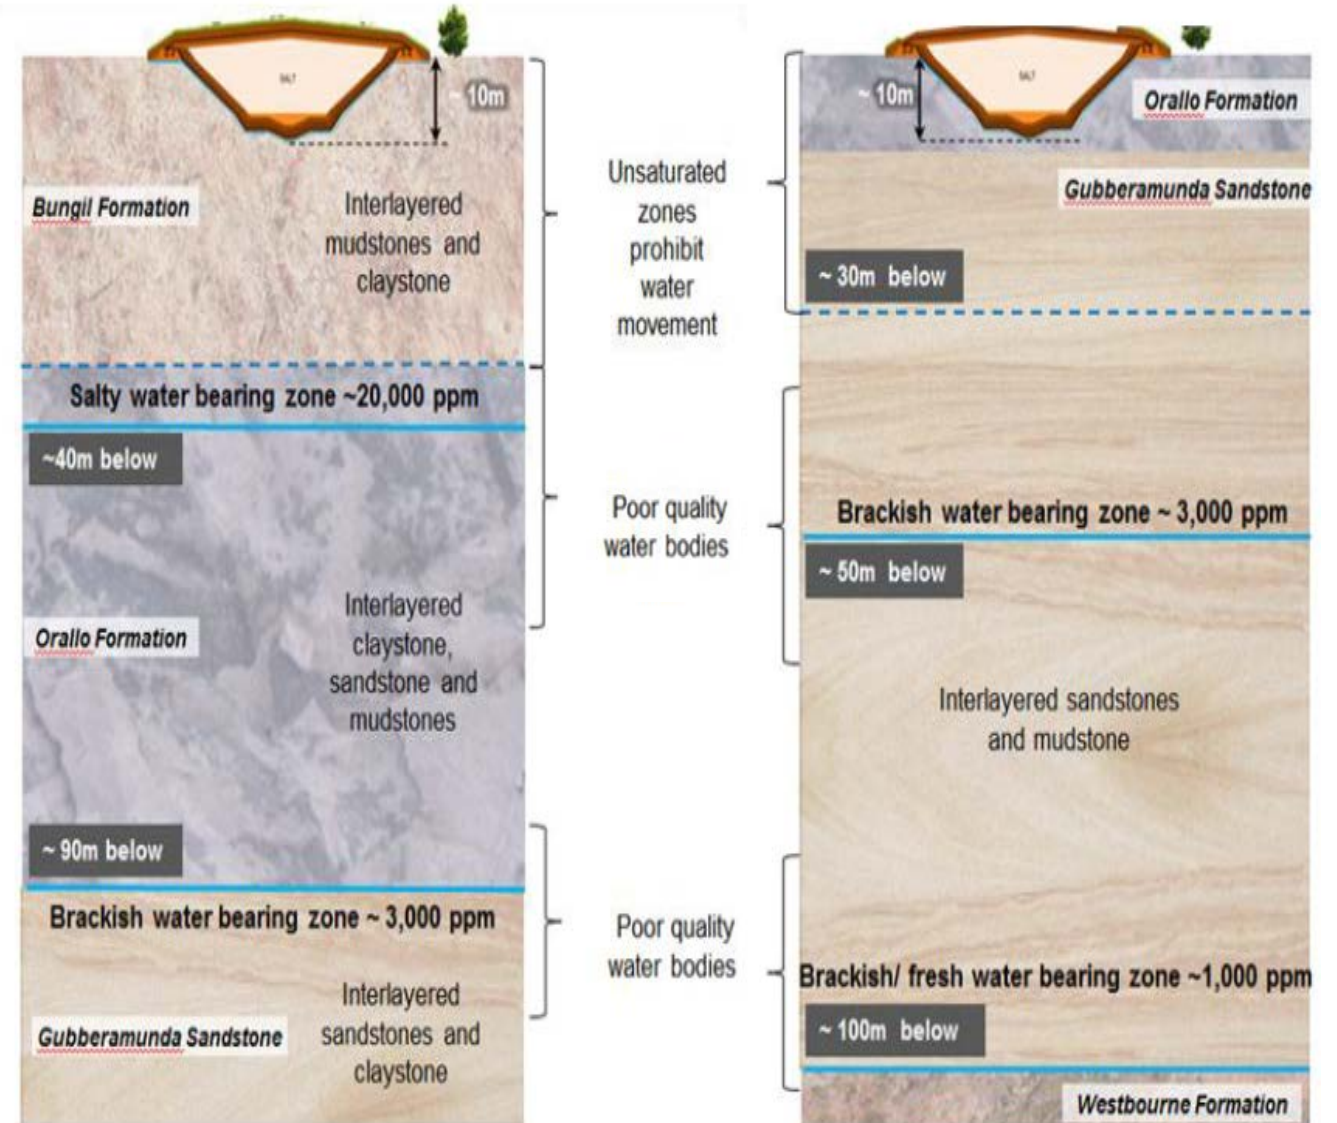 SALT
~ 10m
Bungil Formation
Interlayered
mudstones and
claystone
Salty water bearing zone ~20,000 ppm
~40m below
Interlayered
claystone,
sandstone and
mudstones
Orallo Formation
~ 90m below
Brackish water bearing zone ~ 3,000 ppm
Interlayered
sandstones and
claystone
Gubberamunda Sandstone
Unsaturated
zones
prohibit
water
movement
Poor quality
water bodies
Poor quality
water bodies
SALT
~ 10m
Orallo Formation
Gubberamunda Sandstone
~ 30m below
Brackish water bearing zone ~ 3,000 ppm
~ 50m below
Interlayered sandstones
and mudstone
Brackish/ fresh water bearing zone ~1,000 ppm
~ 100m below
Westbourne Formation